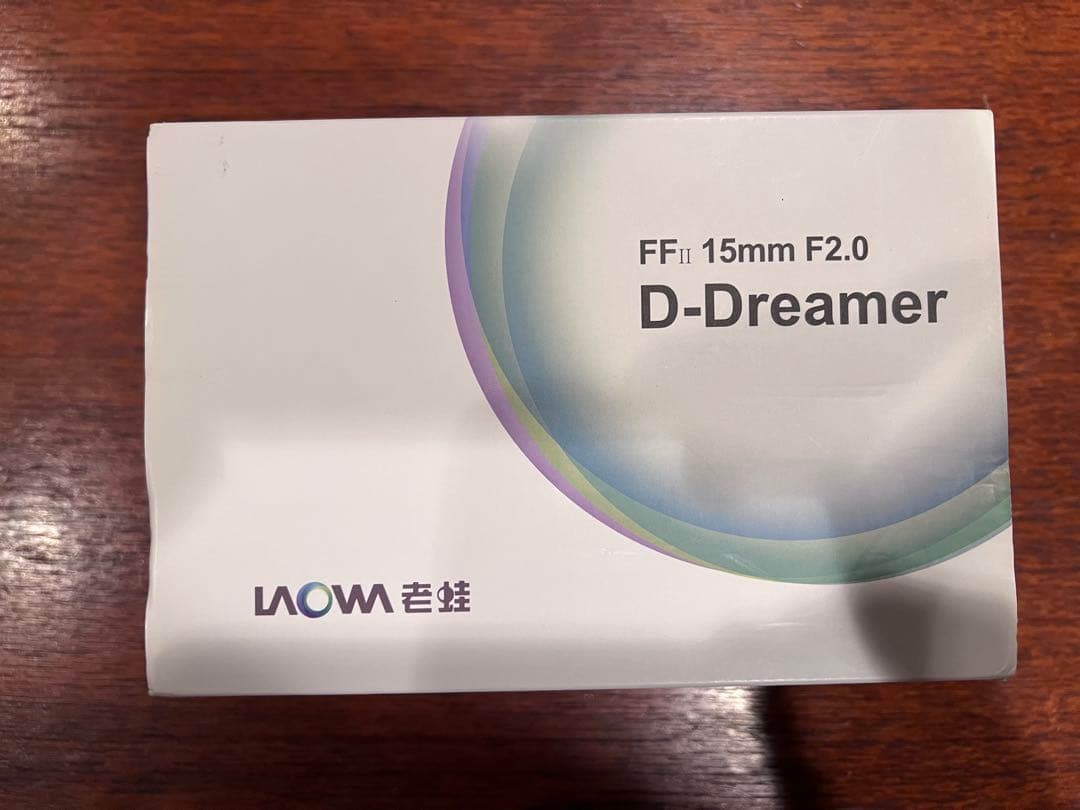 FFII 15mm F2.0
D-Dreamer
LAOWA 老蛙